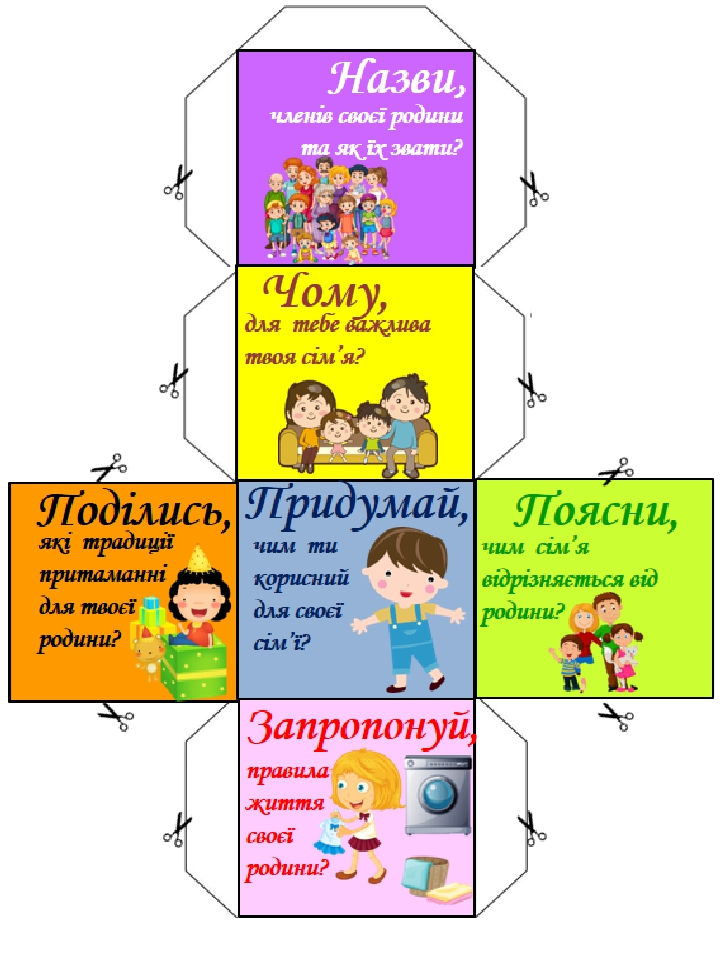 Назви,
членів своєї родини
та як їх звати?
Чому,
для тебе важлива
твоя сім’я?
Поділись,
які традиції
притаманні
для твоєї
родини?
Придумай,
чим ти
корисний
для своєї
сім’ї?
Поясни,
чим сім’я
відрізняється від
родини?
Запропонуй,
правила
життя
своєї
родини?